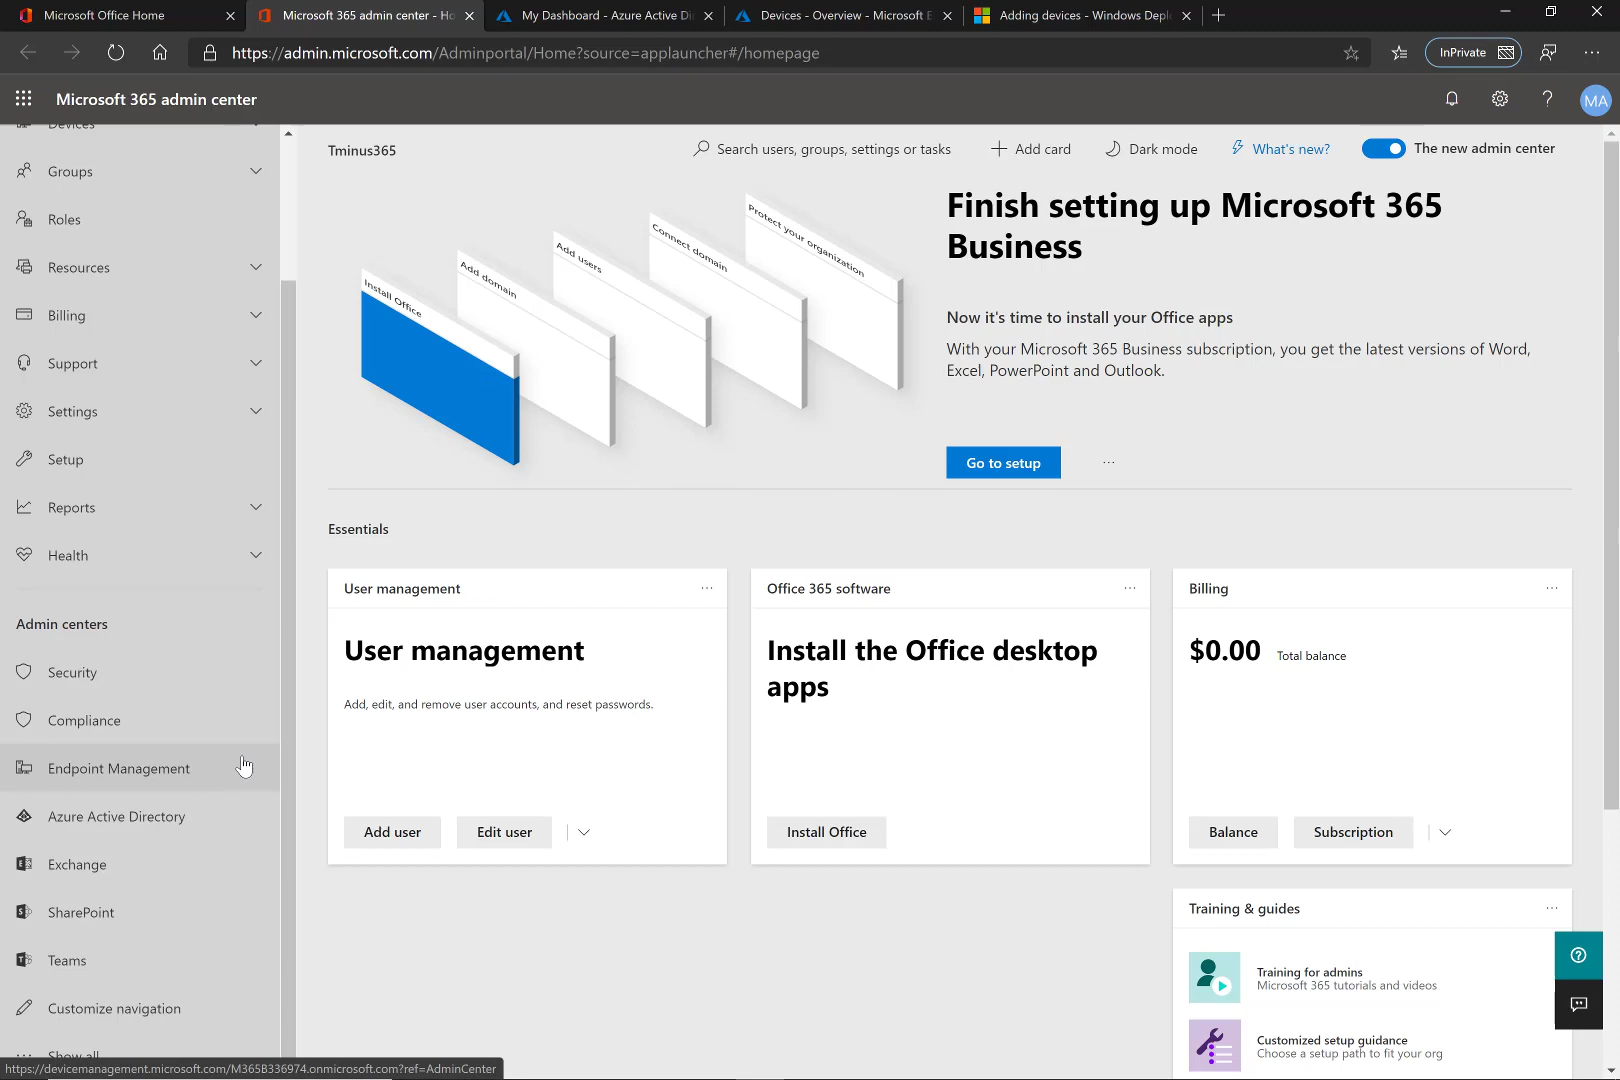 Microsoft Office Home
Microsoft 365 admin center - Ho
My Dashboard - Azure Active Di
Devices - Overview - Microsoft E
Adding devices - Windows Depl
https://admin.microsoft.com/Adminportal/Home?source=applauncher#/homepage
InPrivate
Microsoft 365 admin center
MA
Devices
Groups
Roles
Resources
Billing
Support
Settings
Setup
Reports
Health
Admin centers
Security
Compliance
Endpoint Management
Azure Active Directory
Exchange
SharePoint
Teams
Customize navigation
Show all
https://devicemanagement.microsoft.com/M365B336974.onmicrosoft.com?ref=AdminCenter
Tminus365
Search users, groups, settings or tasks
Add card
Dark mode
What's new?
The new admin center
Install Office
Add domain
Add users
Connect domain
Protect your organization
Finish setting up Microsoft 365
Business
Now it's time to install your Office apps
With your Microsoft 365 Business subscription, you get the latest versions of Word,
Excel, PowerPoint and Outlook.
Go to setup
Essentials
User management
User management
Add, edit, and remove user accounts, and reset passwords.
Add user
Edit user
Office 365 software
Install the Office desktop
apps
Install Office
Billing
$0.00 Total balance
Balance
Subscription
Training & guides
Training for admins
Microsoft 365 tutorials and videos
Customized setup guidance
Choose a setup path to fit your org